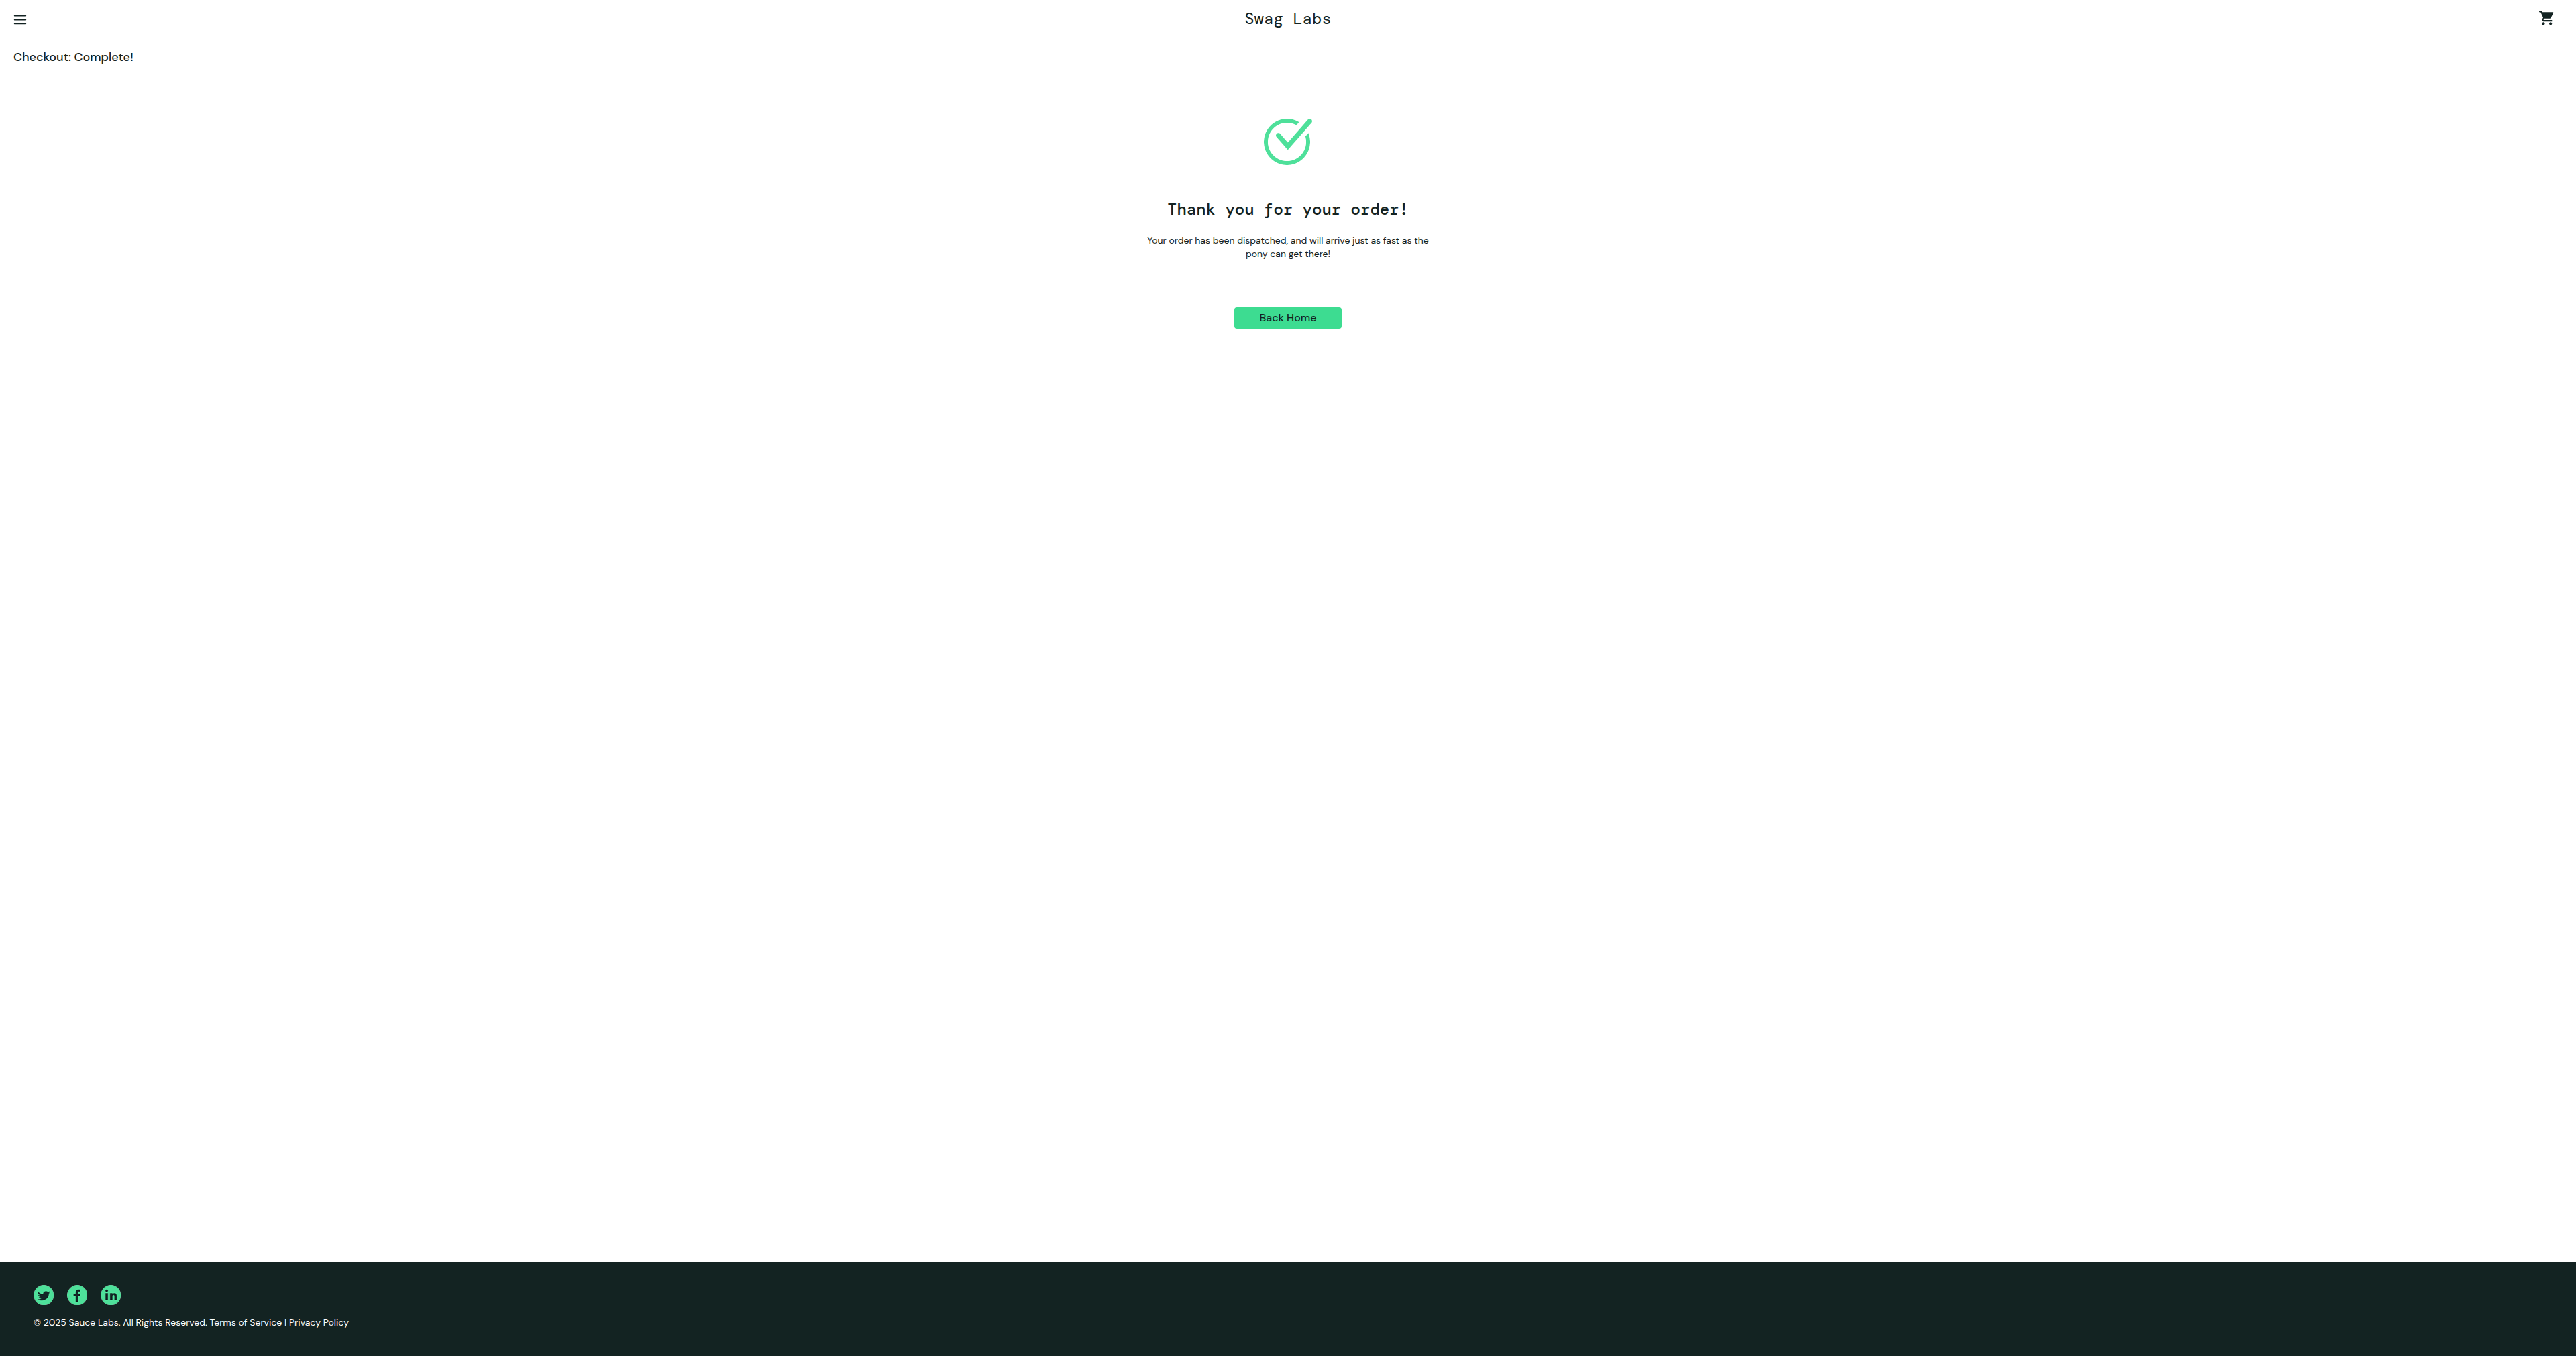 Swag Labs
Checkout: Complete!
Thank you for your order!
Your order has been dispatched, and will arrive just as fast as the
pony can get there!
Back Home
© 2025 Sauce Labs. All Rights Reserved. Terms of Service | Privacy Policy